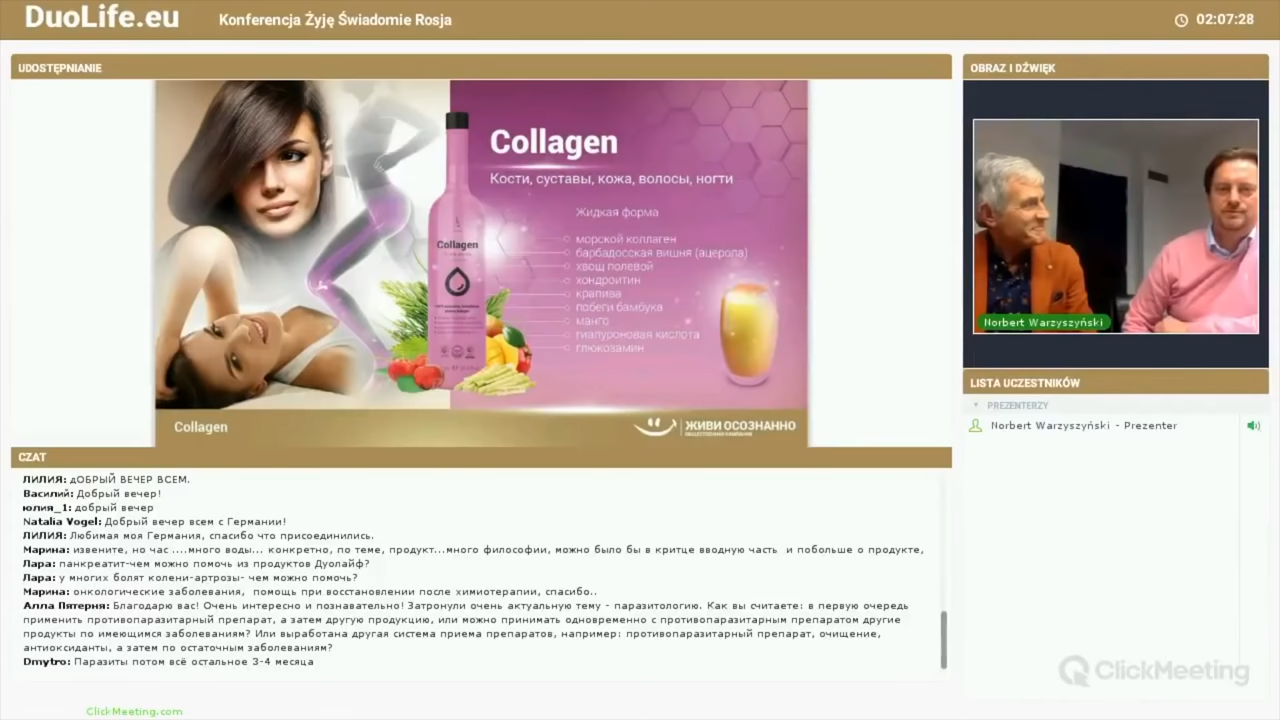 DuoLife.eu
Konferencja Żyję Świadomie Rosja
02:07:28
UDOSTĘPNIANIE
Collagen
Кости, суставы, кожа, волосы, ногти
Жидкая форма
морской коллаген
барбадосская вишня (ацерола)
хвощ полевой
хондроитин
крапива
побеги бамбука
манго
гиалуроновая кислота
глюкозамин
Collagen
Collagen
ЖИВИ ОСОЗНАННО
ОБЩЕСТВЕННАЯ КАМПАНИЯ
OBRAZ I DŹWIĘK
Norbert Warzyszyński
LISTA UCZESTNIKÓW
PREZENTERZY
Norbert Warzyszyński - Prezenter
CZAT
ЛИЛИЯ: дОБРЫЙ ВЕЧЕР ВСЕМ.
Василий: Добрый вечер!
юлия_1: добрый вечер
Natalia Vogel: Добрый вечер всем с Германии!
ЛИЛИЯ: Любимая моя Германия, спасибо что присоединились.
Марина: извените, но час ....много воды... конкретно, по теме, продукт...много философии, можно было бы в критце вводную часть и побольше о продукте,
Лара: панкреатит-чем можно помочь из продуктов Дуолайф?
Лара: у многих болят колени-артрозы- чем можно помочь?
Марина: онкологические заболевания, помощь при восстановлении после химиотерапии, спасибо..
Алла Пятерня: Благодарю вас! Очень интересно и познавательно! Затронули очень актуальную тему - паразитологию. Как вы считаете: в первую очередь
применить противопаразитарный препарат, а затем другую продукцию, или можно принимать одновременно с противопаразитарным препаратом другие
продукты по имеющимся заболеваниям? Или выработана другая система приема препаратов, например: противопаразитарный препарат, очищение,
антиоксиданты, а затем по остаточным заболеваниям?
Dmytro: Паразиты потом всё остальное 3-4 месяца
ClickMeeting
ClickMeeting.com